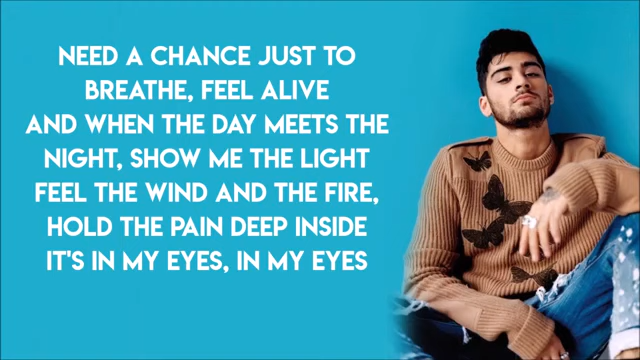 NEED A CHANCE JUST TO
BREATHE, FEEL ALIVE
AND WHEN THE DAY MEETS THE
NIGHT, SHOW ME THE LIGHT
FEEL THE WIND AND THE FIRE,
HOLD THE PAIN DEEP INSIDE
IT'S IN MY EYES, IN MY EYES